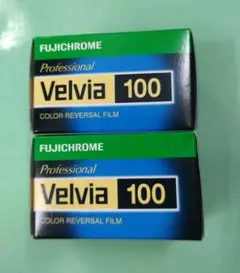 FUJICHROME
Professional
Velvia 100
COLOR REVERSAL FILM
FUJICHROME
Professional
Velvia 100
COLOR REVERSAL FILM